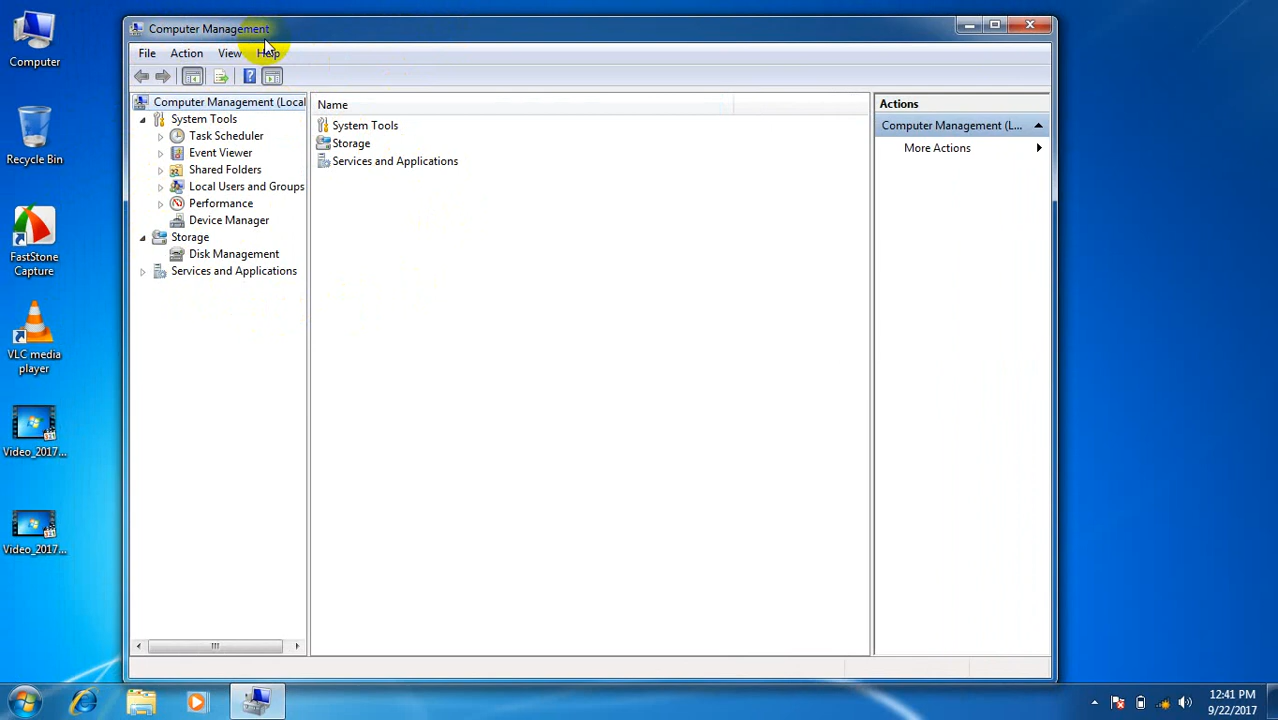 Computer Management
File Action View Help
Computer Management (Local
System Tools
Task Scheduler
Event Viewer
Shared Folders
Local Users and Groups
Performance
Device Manager
Storage
Disk Management
Services and Applications
Name
System Tools
Storage
Services and Applications
Actions
Computer Management (L...
More Actions
Computer
Recycle Bin
FastStone
Capture
VLC media
player
Video_2017...
Video_2017...
12:41 PM
9/22/2017